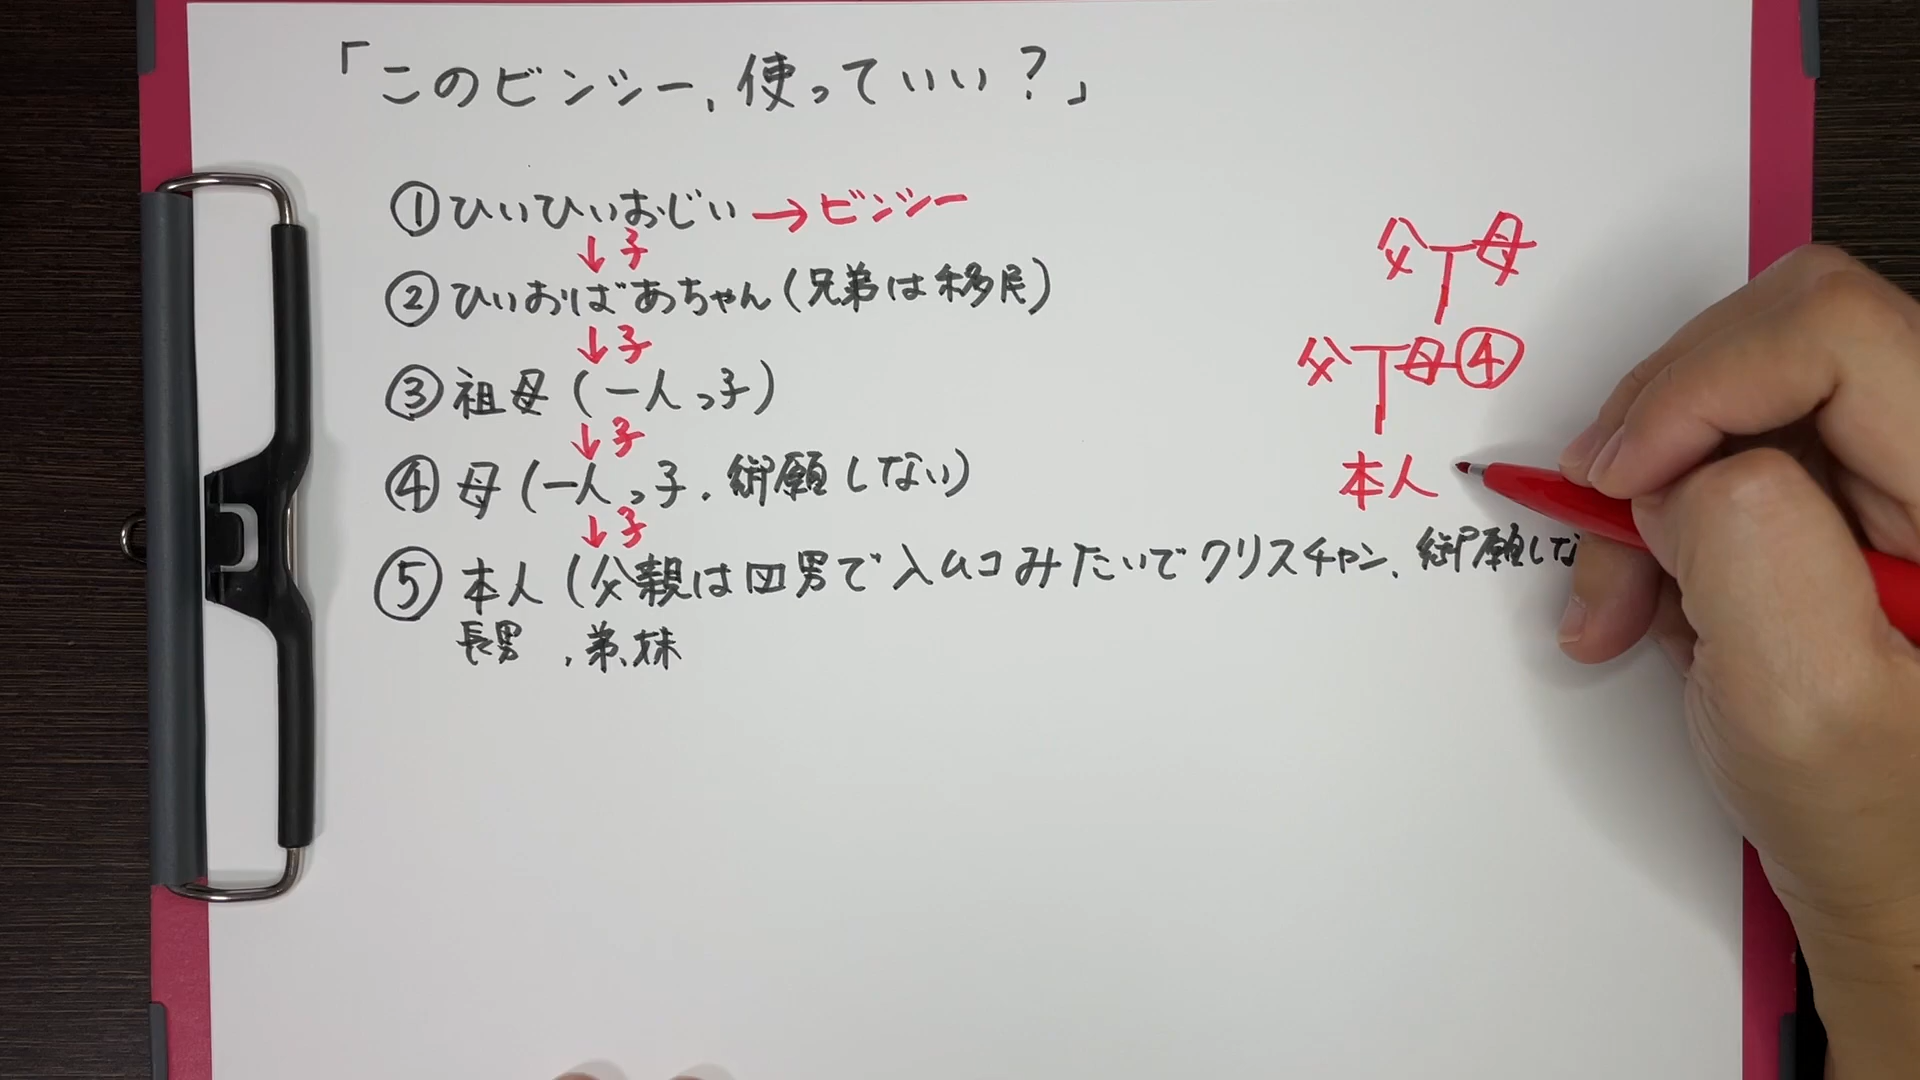 「このビンシー、使っていい?」
①ひいひいおじい→ビンシー
↓子
②ひいおばあちゃん(兄弟は移民)
↓子
③祖母(一人っ子)
↓子
④母(一人っ子、御願しない)
↓子
⑤本人(父親は四男で入ムコみたいでクリスチャン、御願しな
長男、弟、妹
父 母
父 母 ④
本人